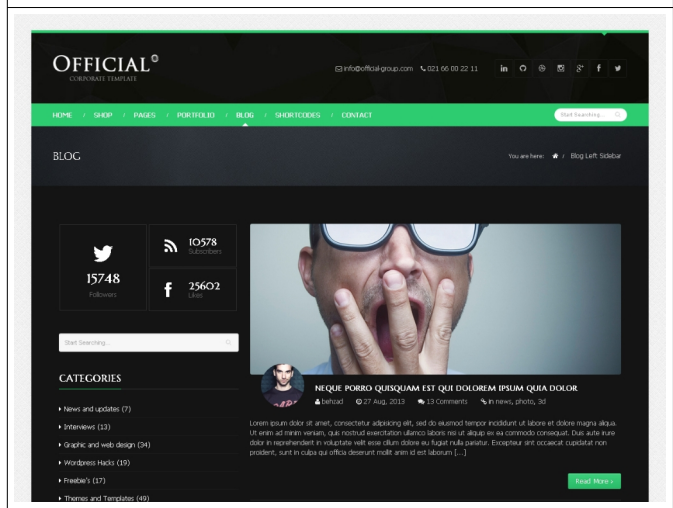 OFFICIAL©
CORPORATE TEMPLATE
info@official-group.com 021 66 00 22 11
HOME / SHOP / PAGES / PORTFOLIO / BLOG / SHORTCODES / CONTACT
Start Searching...
BLOG
You are here: / Blog Left Sidebar
15748
Followers
10578
Subscribers
25602
Likes
Start Searching...
CATEGORIES
News and updates (7)
Interviews (13)
Graphic and web design (34)
Wordpress Hacks (19)
Freebie's (17)
Themes and Templates (49)
NEQUE PORRO QUISQUAM EST QUI DOLOREM IPSUM QUIA DOLOR
behzad 27 Aug, 2013 13 Comments in news, photo, 3d
Lorem ipsum dolor sit amet, consectetur adipisicing elit, sed do eiusmod tempor incididunt ut labore et dolore magna aliqua.
Ut enim ad minim veniam, quis nostrud exercitation ullamco laboris nisi ut aliquip ex ea commodo consequat. Duis aute irure
dolor in reprehenderit in voluptate velit esse cillum dolore eu fugiat nulla pariatur. Excepteur sint occaecat cupidatat non
proident, sunt in culpa qui officia deserunt mollit anim id est laborum [...]
Read More »